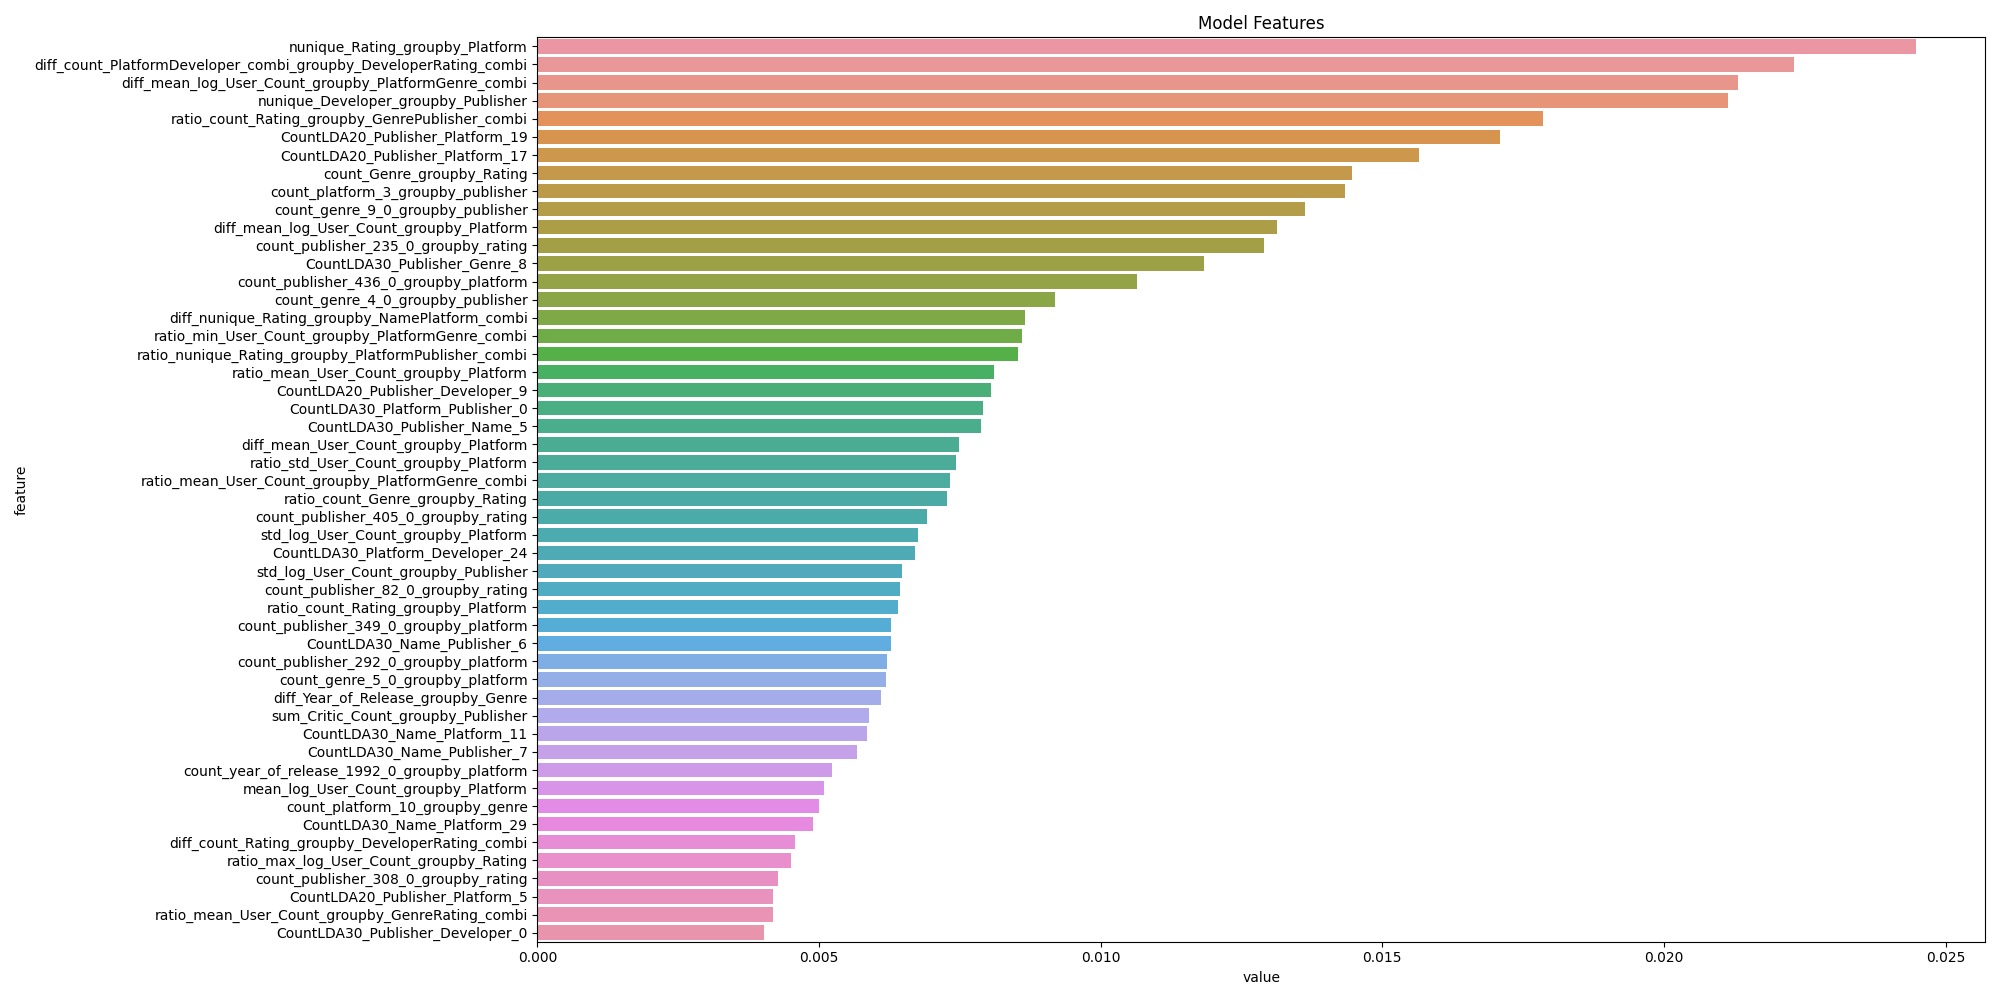 Model Features
nunique_Rating_groupby_Platform
diff_count_PlatformDeveloper_combi_groupby_DeveloperRating_combi
diff_mean_log_User_Count_groupby_PlatformGenre_combi
nunique_Developer_groupby_Publisher
ratio_count_Rating_groupby_GenrePublisher_combi
CountLDA20_Publisher_Platform_19
CountLDA20_Publisher_Platform_17
count_Genre_groupby_Rating
count_platform_3_groupby_publisher
count_genre_9_0_groupby_publisher
diff_mean_log_User_Count_groupby_Platform
count_publisher_235_0_groupby_rating
CountLDA30_Publisher_Genre_8
count_publisher_436_0_groupby_platform
count_genre_4_0_groupby_publisher
diff_nunique_Rating_groupby_NamePlatform_combi
ratio_min_User_Count_groupby_PlatformGenre_combi
ratio_nunique_Rating_groupby_PlatformPublisher_combi
ratio_mean_User_Count_groupby_Platform
CountLDA20_Publisher_Developer_9
CountLDA30_Platform_Publisher_0
CountLDA30_Publisher_Name_5
diff_mean_User_Count_groupby_Platform
ratio_std_User_Count_groupby_Platform
ratio_mean_User_Count_groupby_PlatformGenre_combi
ratio_count_Genre_groupby_Rating
count_publisher_405_0_groupby_rating
std_log_User_Count_groupby_Platform
CountLDA30_Platform_Developer_24
std_log_User_Count_groupby_Publisher
count_publisher_82_0_groupby_rating
ratio_count_Rating_groupby_Platform
count_publisher_349_0_groupby_platform
CountLDA30_Name_Publisher_6
count_publisher_292_0_groupby_platform
count_genre_5_0_groupby_platform
diff_Year_of_Release_groupby_Genre
sum_Critic_Count_groupby_Publisher
CountLDA30_Name_Platform_11
CountLDA30_Name_Publisher_7
count_year_of_release_1992_0_groupby_platform
mean_log_User_Count_groupby_Platform
count_platform_10_groupby_genre
CountLDA30_Name_Platform_29
diff_count_Rating_groupby_DeveloperRating_combi
ratio_max_log_User_Count_groupby_Rating
count_publisher_308_0_groupby_rating
CountLDA20_Publisher_Platform_5
ratio_mean_User_Count_groupby_GenreRating_combi
CountLDA30_Publisher_Developer_0
feature
0.000 0.005 0.010 0.015 0.020 0.025
value